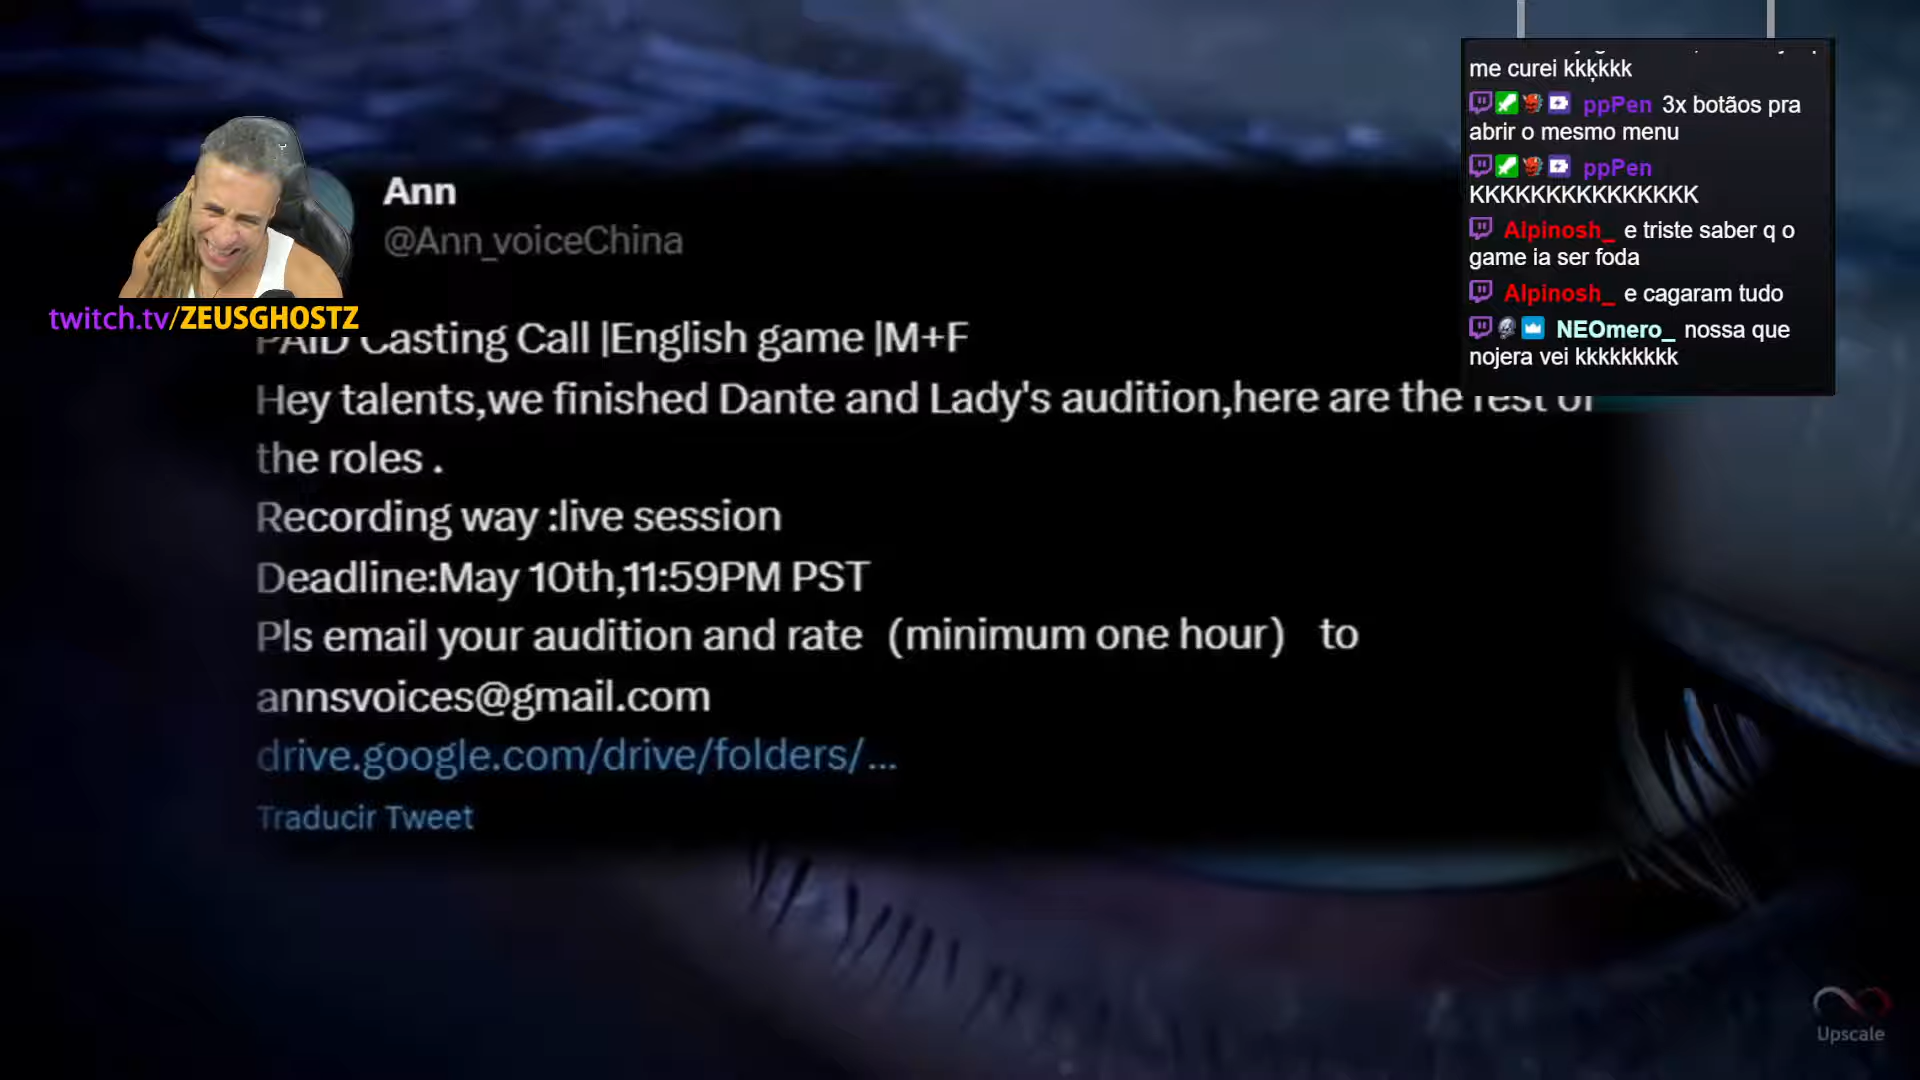 Ann
@Ann_voiceChina
twitch.tv/ZEUSGHOSTZ
PAID Casting Call |English game |M+F
Hey talents,we finished Dante and Lady's audition,here are the rest of
the roles .
Recording way :live session
Deadline:May 10th,11:59PM PST
Pls email your audition and rate（minimum one hour） to
annsvoices@gmail.com
drive.google.com/drive/folders/...
Traducir Tweet
me curei kkkkkk
ppPen 3x botãos pra
abrir o mesmo menu
ppPen
KKKKKKKKKKKKKKK
Alpinosh_ e triste saber q o
game ia ser foda
Alpinosh_ e cagaram tudo
NEOmero_ nossa que
nojera vei kkkkkkkkk
Upscale